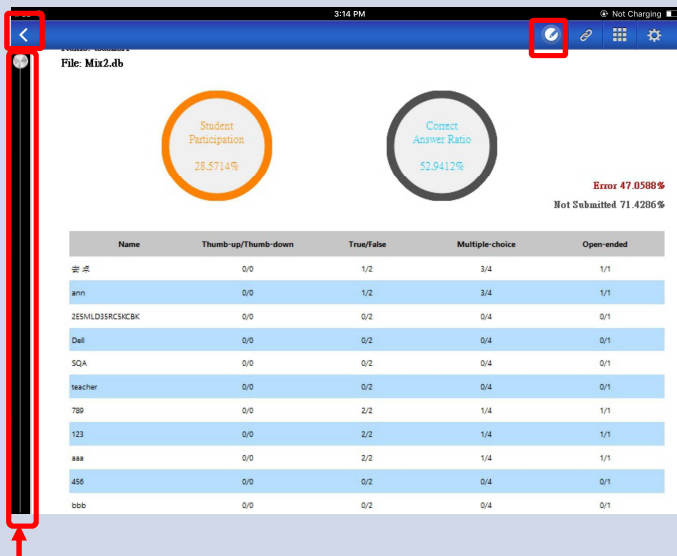 3:14 PM
Not Charging
File: Mix2.db
Student
Participation
28.5714%
Correct
Answer Ratio
52.9412%
Error 47.0588%
Not Submitted 71.4286%
Name Thumb-up/Thumb-down True/False Multiple-choice Open-ended
安卓 0/0 1/2 3/4 1/1
ann 0/0 1/2 3/4 1/1
2E5MLD35RC5KCBK 0/0 0/2 0/4 0/1
Dell 0/0 0/2 0/4 0/1
SQA 0/0 0/2 0/4 0/1
teacher 0/0 0/2 0/4 0/1
789 0/0 2/2 1/4 1/1
123 0/0 2/2 1/4 1/1
aaa 0/0 2/2 1/4 1/1
456 0/0 0/2 0/4 0/1
bbb 0/0 0/2 0/4 0/1